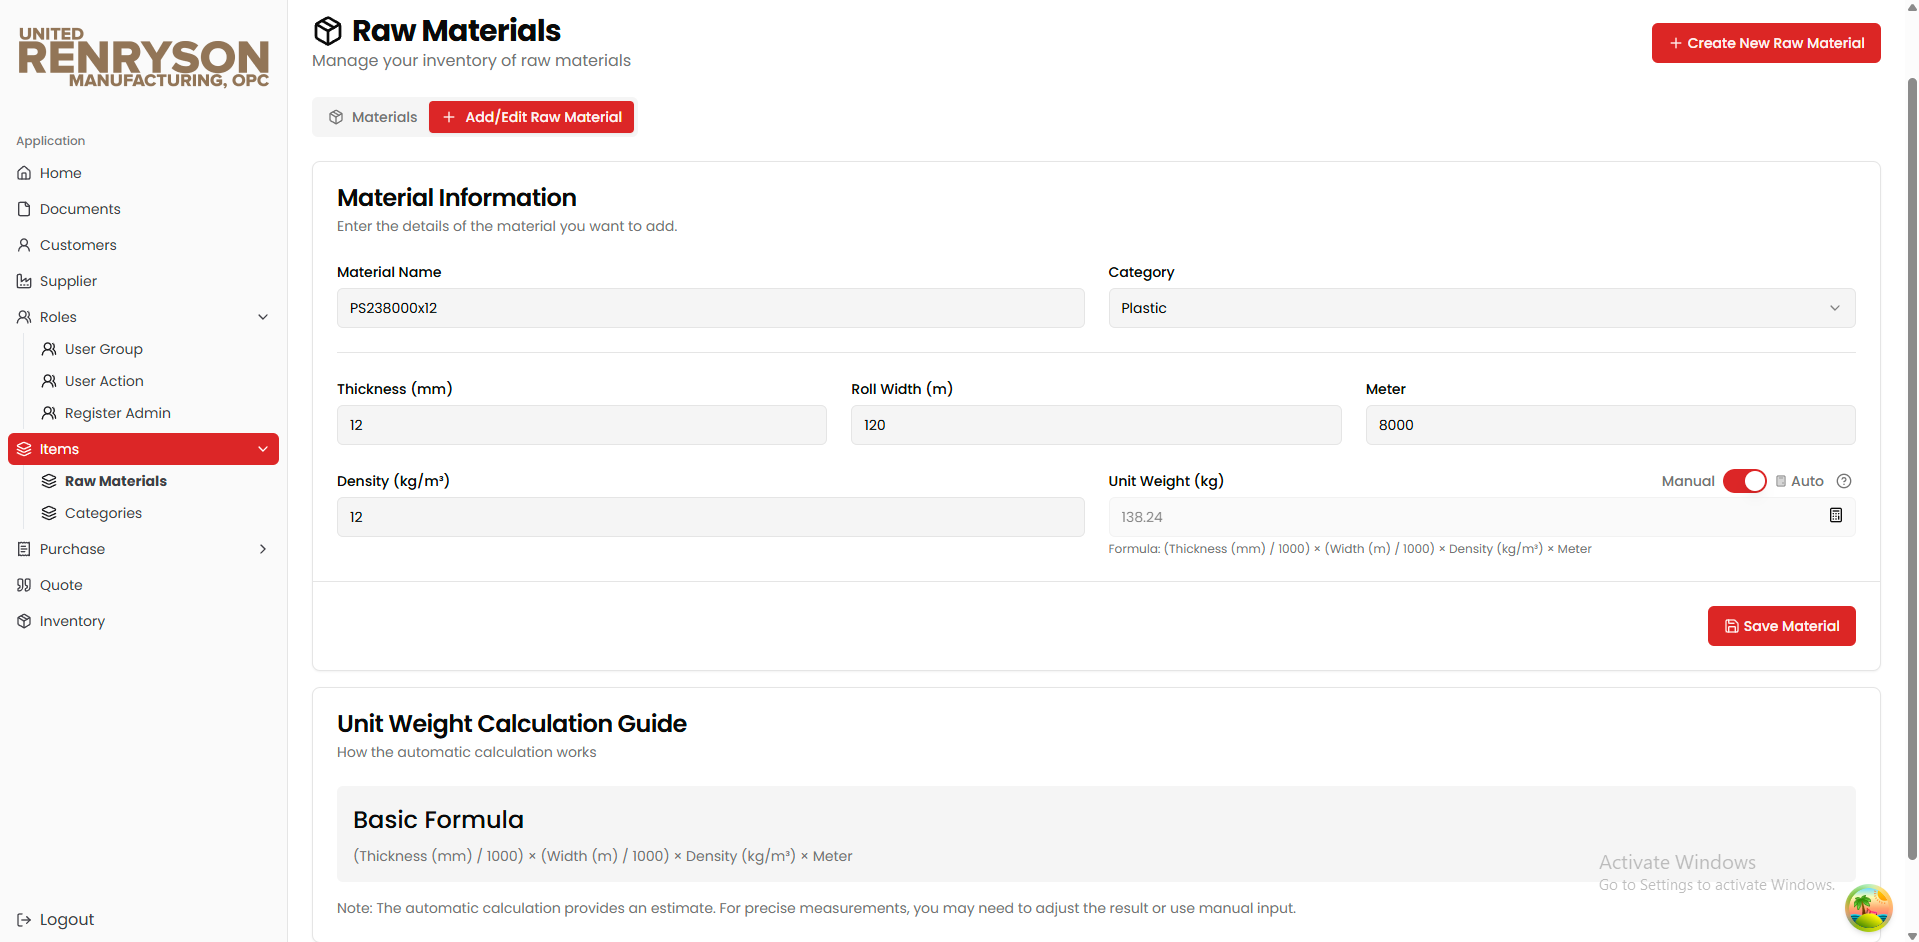 UNITED
RENRYSON
MANUFACTURING, OPC
Application
Home
Documents
Customers
Supplier
Roles
User Group
User Action
Register Admin
Items
Raw Materials
Categories
Purchase
Quote
Inventory
Logout
Raw Materials
Manage your inventory of raw materials
Create New Raw Material
Materials
Add/Edit Raw Material
Material Information
Enter the details of the material you want to add.
Material Name
Category
PS238000x12
Plastic
Thickness (mm)
Roll Width (m)
Meter
12
120
8000
Density (kg/m³)
Unit Weight (kg)
Manual
Auto
12
138.24
Formula: (Thickness (mm) / 1000) × (Width (m) / 1000) × Density (kg/m³) × Meter
Save Material
Unit Weight Calculation Guide
How the automatic calculation works
Basic Formula
(Thickness (mm) / 1000) × (Width (m) / 1000) × Density (kg/m³) × Meter
Note: The automatic calculation provides an estimate. For precise measurements, you may need to adjust the result or use manual input.
Activate Windows
Go to Settings to activate Windows.